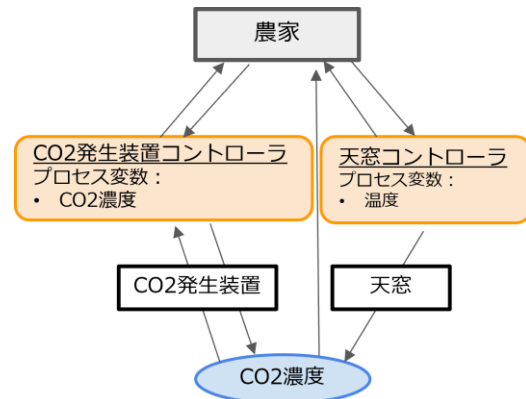 農家
CO2発生装置コントローラ
プロセス変数：
• CO2濃度
天窓コントローラ
プロセス変数：
• 温度
CO2発生装置
天窓
CO2濃度